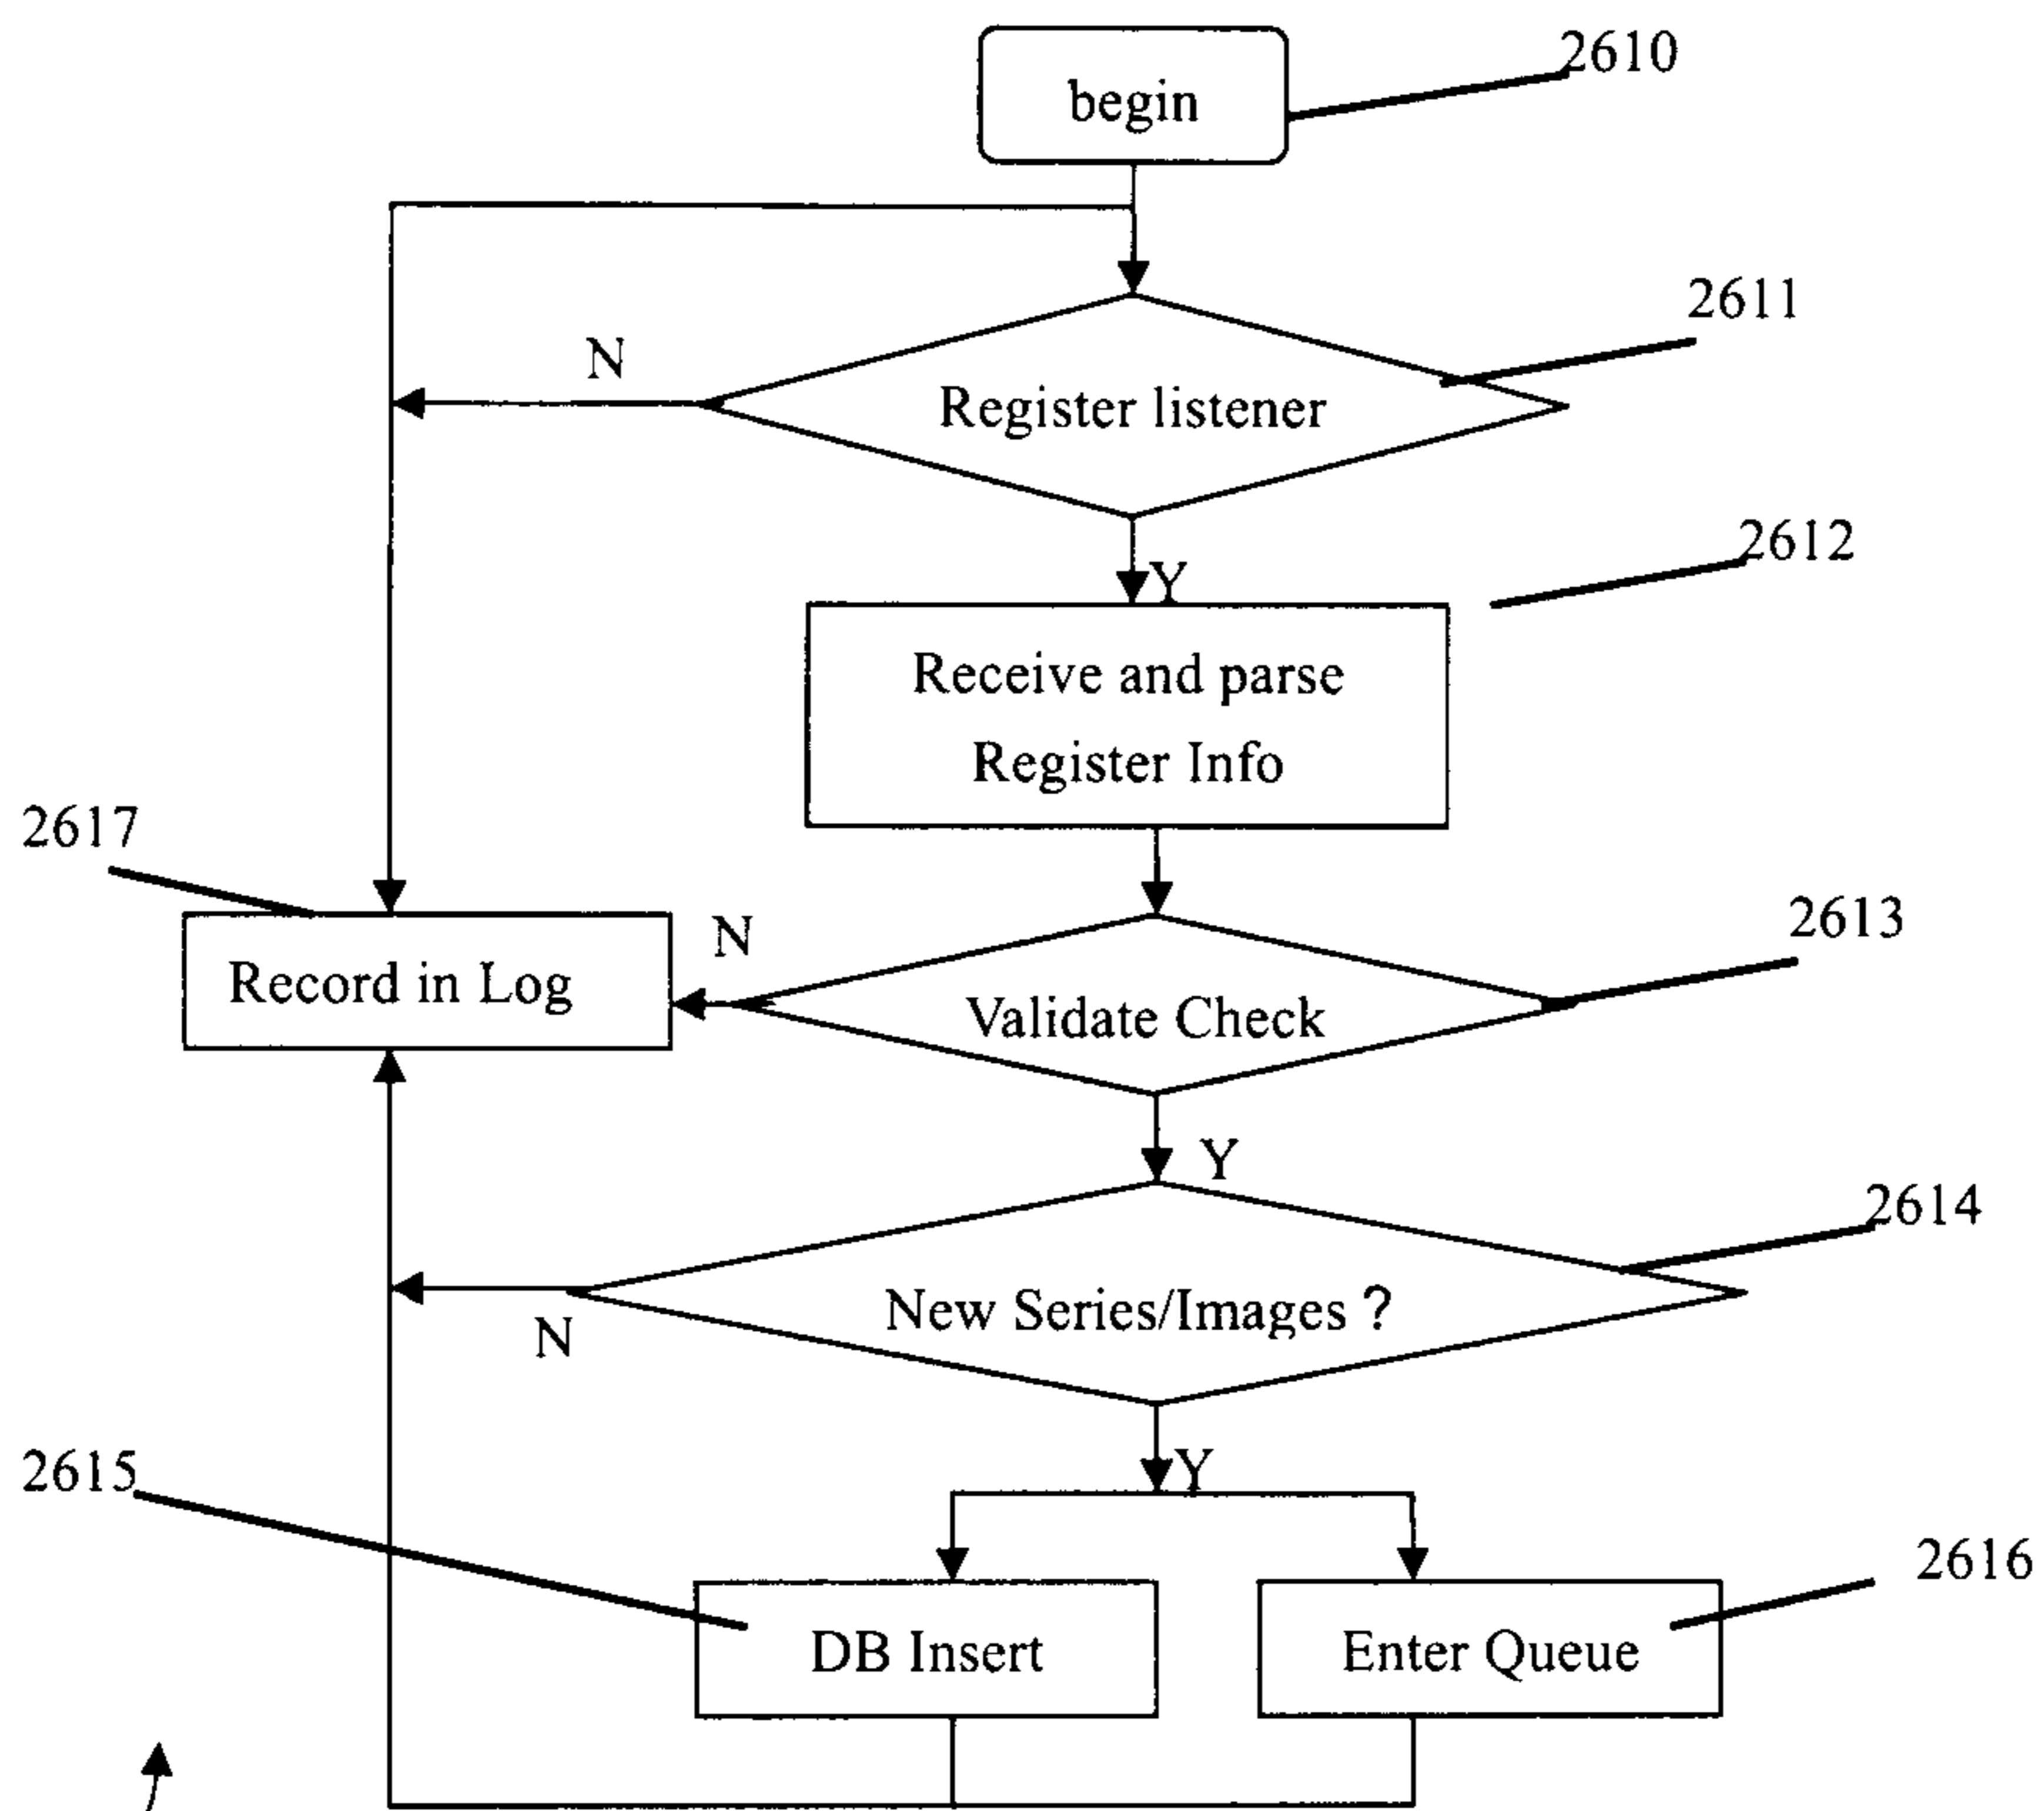 begin
2610
2611
N
Register listener
2612
Y
Receive and parse
Register Info
2617
2613
N
Record in Log
Validate Check
Y
2614
New Series/Images ?
N
Y
2615
2616
DB Insert
Enter Queue